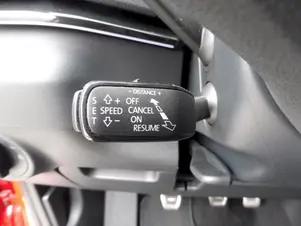 - DISTANCE +
S ⇧ + OFF
E SPEED CANCEL
T ⇩ - ON
RESUME